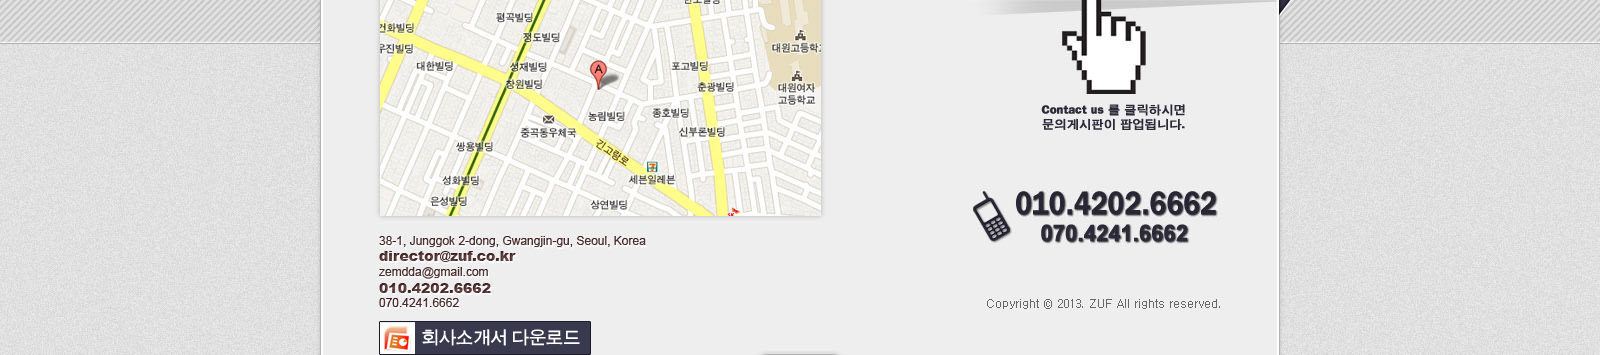 평곡빌딩
건화빌딩
정도빌딩
우진빌딩
대원고등학교
대한빌딩
성재빌딩
A
포고빌딩
장원빌딩
춘광빌딩
대원여자
고등학교
농림빌딩
종호빌딩
중곡동우체국
신부론빌딩
쌍용빌딩
긴고랑로
성화빌딩
세븐일레븐
은성빌딩
상연빌딩
Contact us 를 클릭하시면
문의게시판이 팝업됩니다.
010.4202.6662
070.4241.6662
38-1, Junggok 2-dong, Gwangjin-gu, Seoul, Korea
director@zuf.co.kr
zemdda@gmail.com
010.4202.6662
070.4241.6662
Copyright © 2013. ZUF All rights reserved.
회사소개서 다운로드